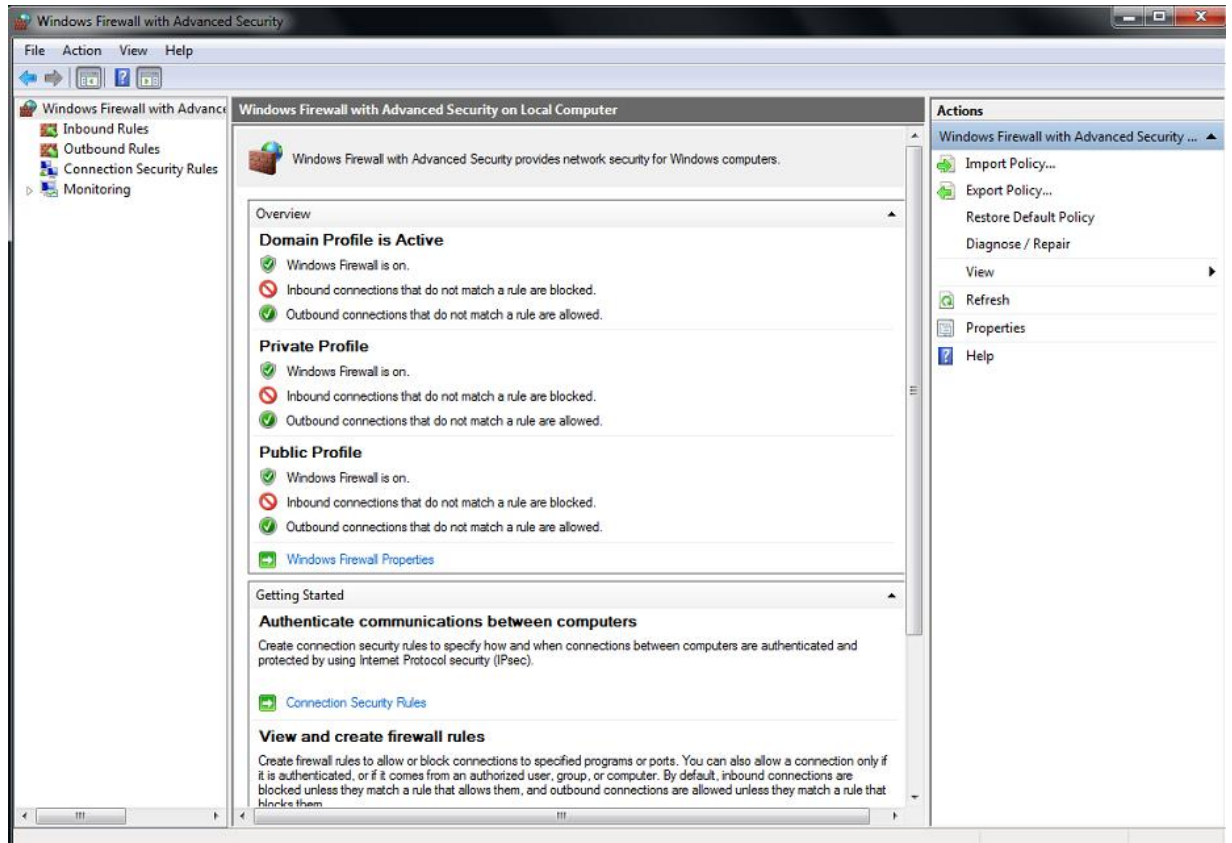 Windows Firewall with Advanced Security
File Action View Help
Windows Firewall with Advance
Inbound Rules
Outbound Rules
Connection Security Rules
Monitoring
Windows Firewall with Advanced Security on Local Computer
Windows Firewall with Advanced Security provides network security for Windows computers.
Overview
Domain Profile is Active
Windows Firewall is on.
Inbound connections that do not match a rule are blocked.
Outbound connections that do not match a rule are allowed.
Private Profile
Windows Firewall is on.
Inbound connections that do not match a rule are blocked.
Outbound connections that do not match a rule are allowed.
Public Profile
Windows Firewall is on.
Inbound connections that do not match a rule are blocked.
Outbound connections that do not match a rule are allowed.
Windows Firewall Properties
Getting Started
Authenticate communications between computers
Create connection security rules to specify how and when connections between computers are authenticated and
protected by using Internet Protocol security (IPsec).
Connection Security Rules
View and create firewall rules
Create firewall rules to allow or block connections to specified programs or ports. You can also allow a connection only if
it is authenticated, or if it comes from an authorized user, group, or computer. By default, inbound connections are
blocked unless they match a rule that allows them, and outbound connections are allowed unless they match a rule that
blocks them.
Actions
Windows Firewall with Advanced Security ...
Import Policy...
Export Policy...
Restore Default Policy
Diagnose / Repair
View
Refresh
Properties
Help